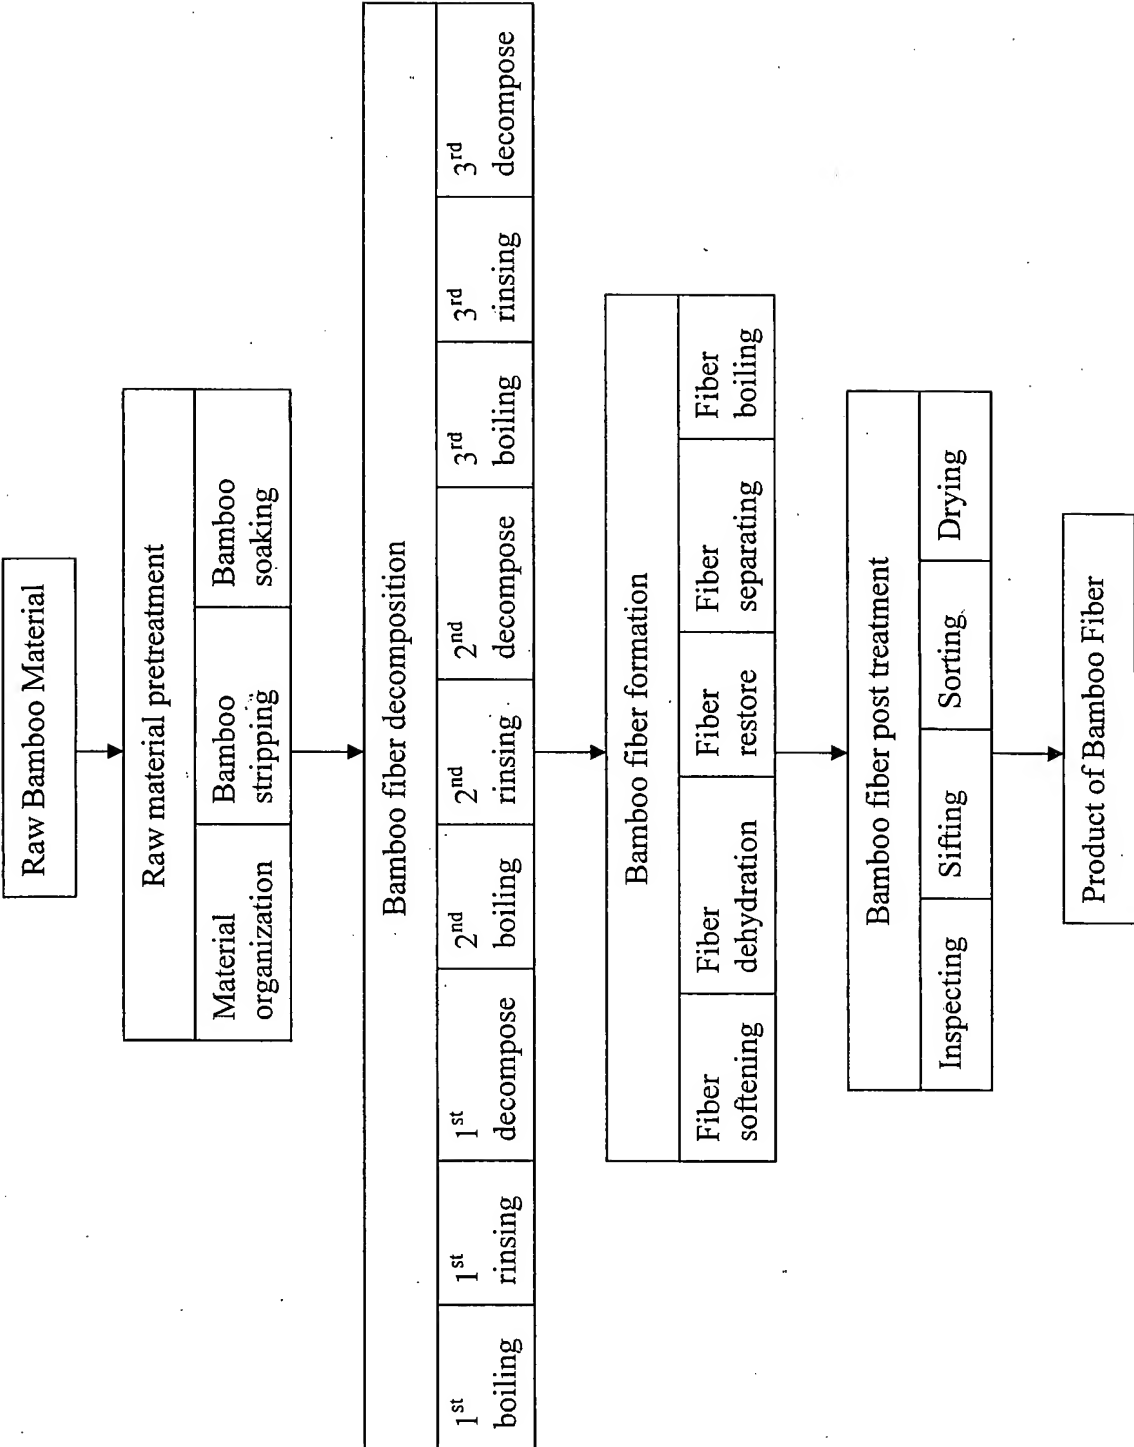 Raw Bamboo Material
Raw material pretreatment
Material
organization
Bamboo
stripping
Bamboo
soaking
Bamboo fiber decomposition
1st
boiling
1st
rinsing
1st
decompose
2nd
boiling
2nd
rinsing
2nd
decompose
3rd
boiling
3rd
rinsing
3rd
decompose
Bamboo fiber formation
Fiber
softening
Fiber
dehydration
Fiber
restore
Fiber
separating
Fiber
boiling
Bamboo fiber post treatment
Inspecting
Sifting
Sorting
Drying
Product of Bamboo Fiber